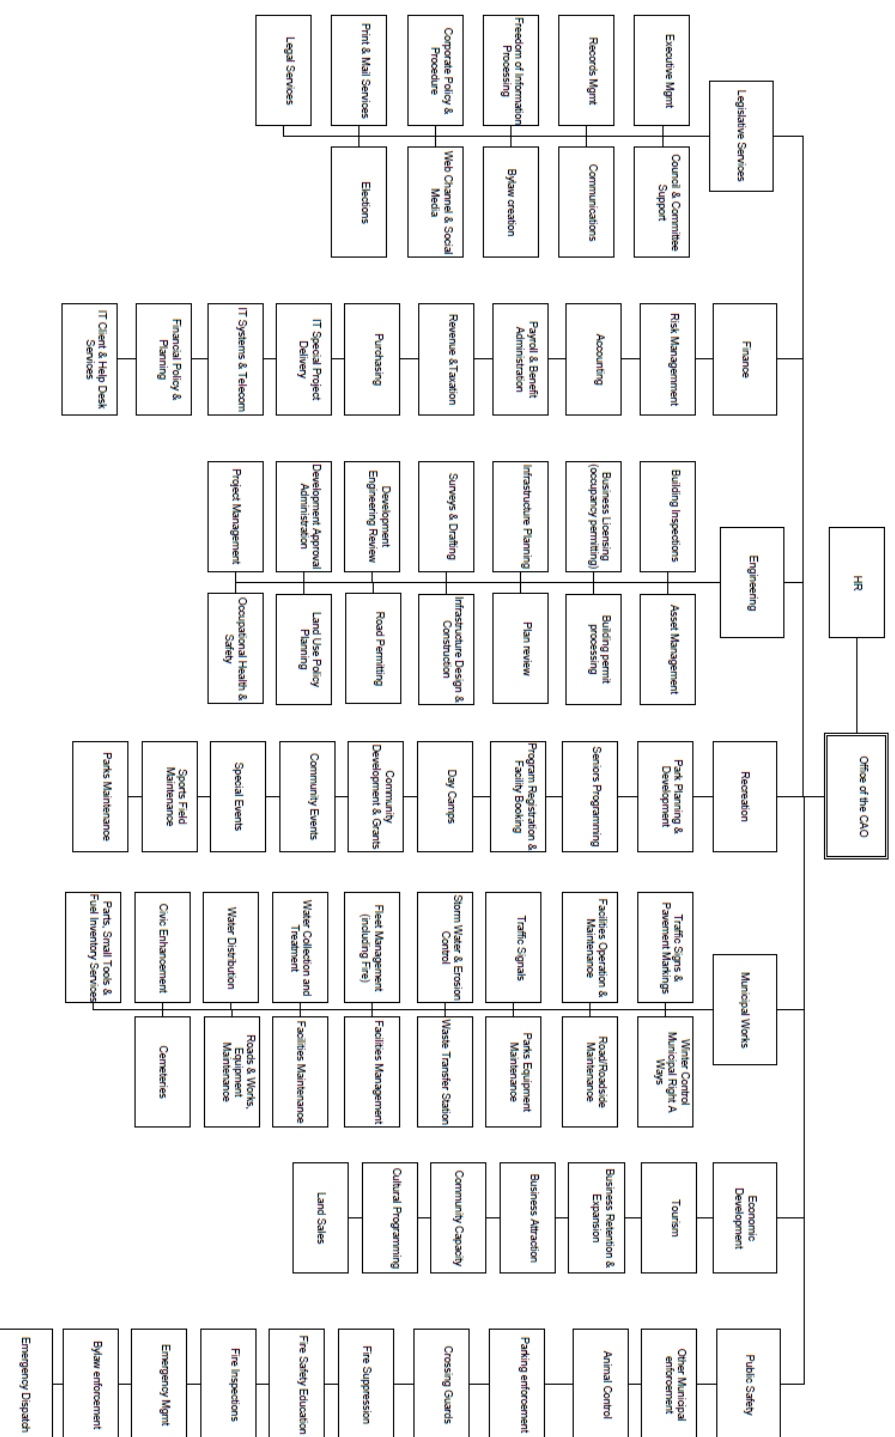 Office of the CAO
HR
Legislative Services
Executive Mgmt
Council & Committee
Support
Records Mgmt
Communications
Freedom of Information
Processing
Bylaw creation
Corporate Policy &
Procedure
Web Channel & Social
Media
Print & Mail Services
Elections
Legal Services
Finance
Risk Managemment
Accounting
Payroll & Benefit
Administration
Revenue &Taxation
Purchasing
IT Special Project
Delivery
IT Systems & Telecom
Financial Policy &
Planning
IT Client & Help Desk
Services
Engineering
Building Inspections
Asset Management
Business Licensing
(occupancy permitting)
Building permit
processing
Infrastructure Planning
Plan review
Surveys & Drafting
Infrastructure Design &
Construction
Development
Engineering Review
Road Permitting
Development Approval
Administration
Land Use Policy
Planning
Project Management
Occupational Health &
Safety
Recreation
Park Planning &
Development
Seniors Programming
Program Registration &
Facility Booking
Day Camps
Community
Development & Grants
Community Events
Special Events
Sports Field
Maintenance
Parks Maintenance
Municipal Works
Traffic Signs &
Pavement Markings
Winter Control
Municipal Right A
Ways
Facilities Operation &
Maintenance
Road/Roadside
Maintenance
Traffic Signals
Parks Equipment
Maintenance
Storm Water & Erosion
Control
Waste Transfer Station
Fleet Management
(including Fire)
Facilities Management
Water Collection and
Treatment
Facilities Maintenance
Water Distribution
Roads & Works,
Equipment
Maintenance
Civic Enhancement
Cemeteries
Parts, Small Tools &
Fuel Inventory Services
Economic
Development
Tourism
Business Retention &
Expansion
Business Attraction
Community Capacity
Cultural Programming
Land Sales
Public Safety
Other Municipal
enforcement
Animal Control
Parking enforcement
Crossing Guards
Fire Suppression
Fire Safety Education
Fire Inspections
Emergency Mgmt
Bylaw enforcement
Emergency Dispatch